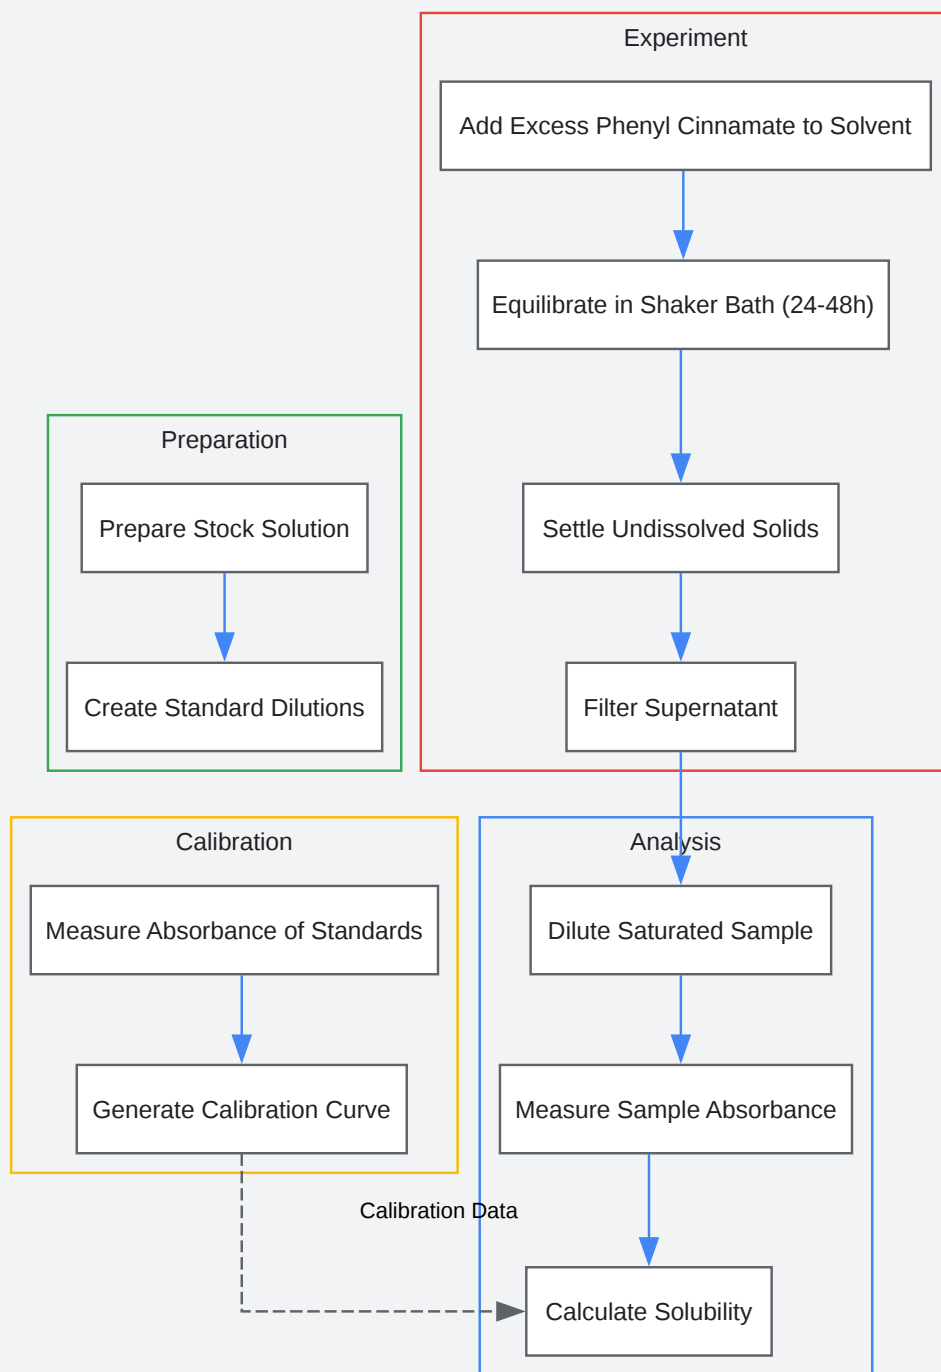 Experiment
Add Excess Phenyl Cinnamate to Solvent
Equilibrate in Shaker Bath (24-48h)
Settle Undissolved Solids
Filter Supernatant
Preparation
Prepare Stock Solution
Create Standard Dilutions
Calibration
Measure Absorbance of Standards
Generate Calibration Curve
Calibration Data
Analysis
Dilute Saturated Sample
Measure Sample Absorbance
Calculate Solubility